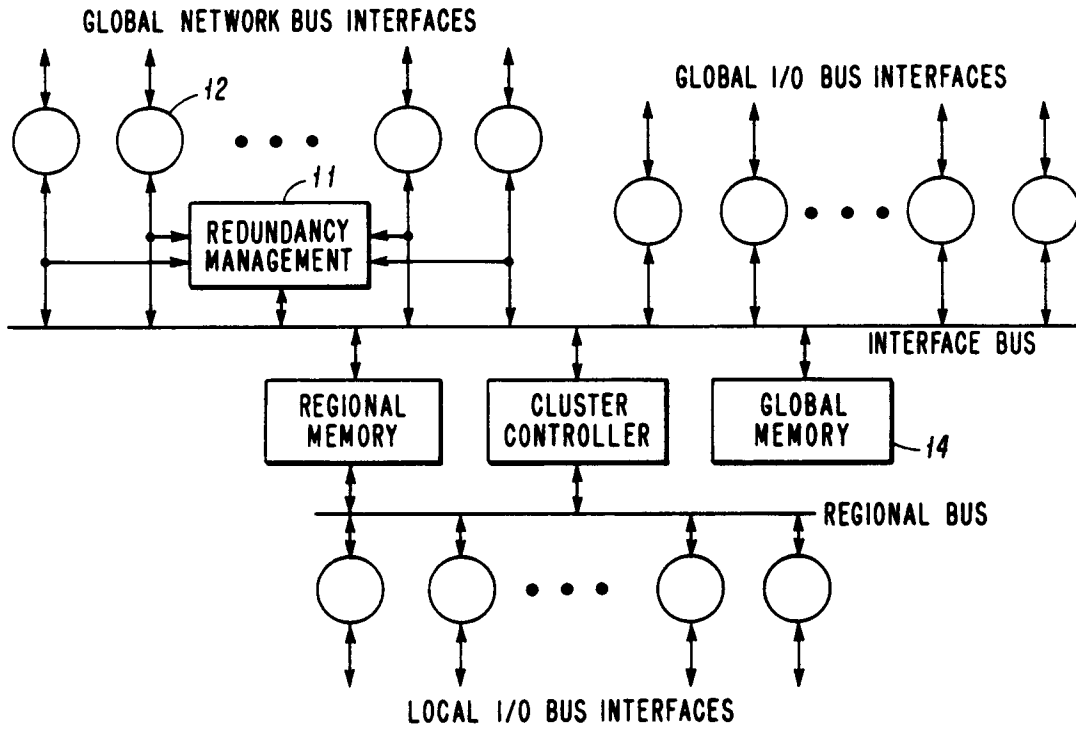 GLOBAL NETWORK BUS INTERFACES
GLOBAL I/O BUS INTERFACES
12
11
REDUNDANCY
MANAGEMENT
INTERFACE BUS
REGIONAL
MEMORY
CLUSTER
CONTROLLER
GLOBAL
MEMORY
14
REGIONAL BUS
LOCAL I/O BUS INTERFACES